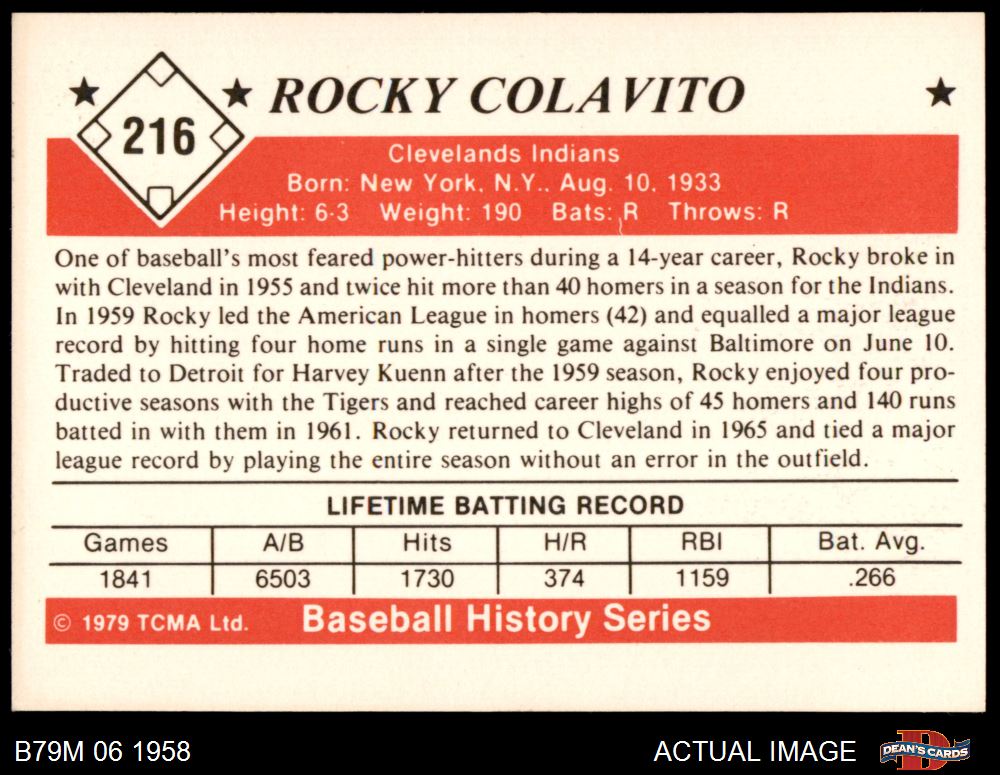 216
ROCKY COLAVITO
Clevelands Indians
Born: New York, N.Y., Aug. 10, 1933
Height: 6-3 Weight: 190 Bats: R Throws: R
One of baseball's most feared power-hitters during a 14-year career, Rocky broke in
with Cleveland in 1955 and twice hit more than 40 homers in a season for the Indians.
In 1959 Rocky led the American League in homers (42) and equalled a major league
record by hitting four home runs in a single game against Baltimore on June 10.
Traded to Detroit for Harvey Kuenn after the 1959 season, Rocky enjoyed four pro-
ductive seasons with the Tigers and reached career highs of 45 homers and 140 runs
batted in with them in 1961. Rocky returned to Cleveland in 1965 and tied a major
league record by playing the entire season without an error in the outfield.
LIFETIME BATTING RECORD
Games A/B Hits H/R RBI Bat. Avg.
1841 6503 1730 374 1159 .266
© 1979 TCMA Ltd. Baseball History Series
B79M 06 1958 ACTUAL IMAGE DEAN'S CARDS